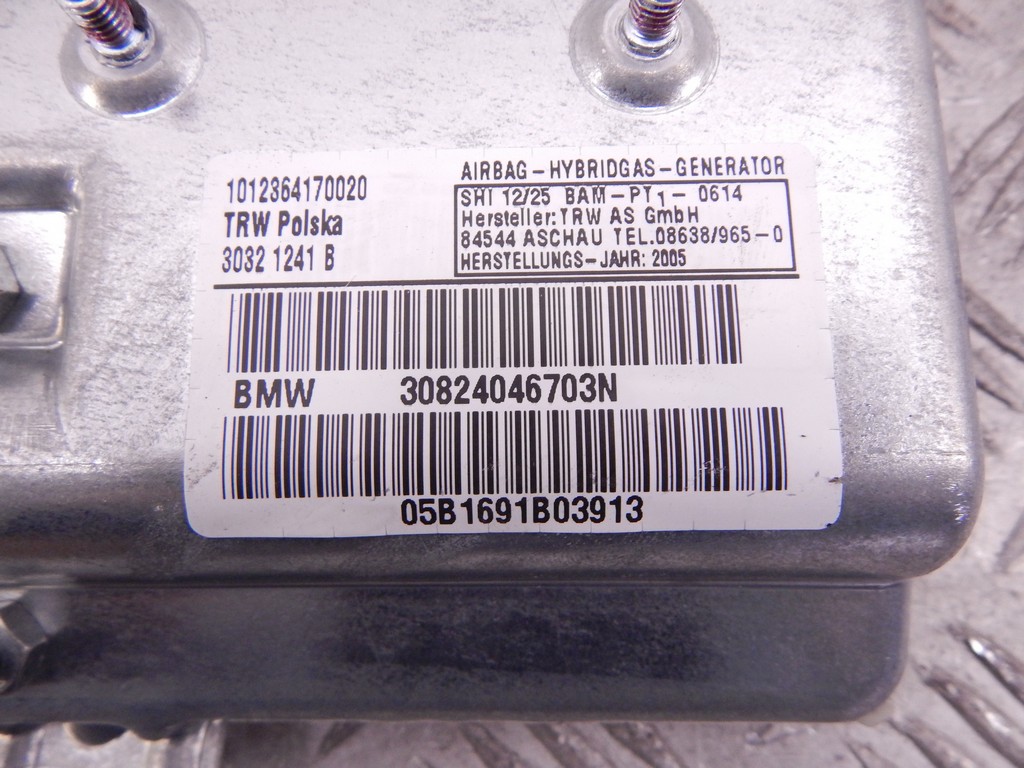 1012364170020
TRW Polska
3032 1241 B
AIRBAG-HYBRIDGAS-GENERATOR
SHI 12/25 BAM-PT1-0614
Hersteller: TRW AS GmbH
84544 ASCHAU TEL.08638/965-0
HERSTELLUNGS-JAHR: 2005
BMW 30824046703N
05B1691B03913